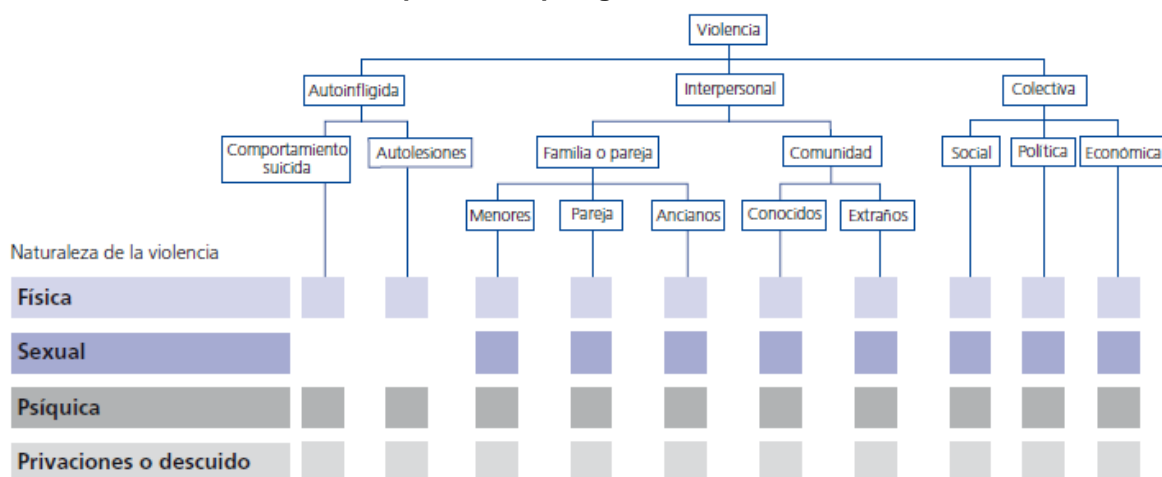 Violencia
Autoinfligida
Interpersonal
Colectiva
Comportamiento
suicida
Autolesiones
Familia o pareja
Comunidad
Social
Política
Económica
Menores
Pareja
Ancianos
Conocidos
Extraños
Naturaleza de la violencia
Física
Sexual
Psíquica
Privaciones o descuido